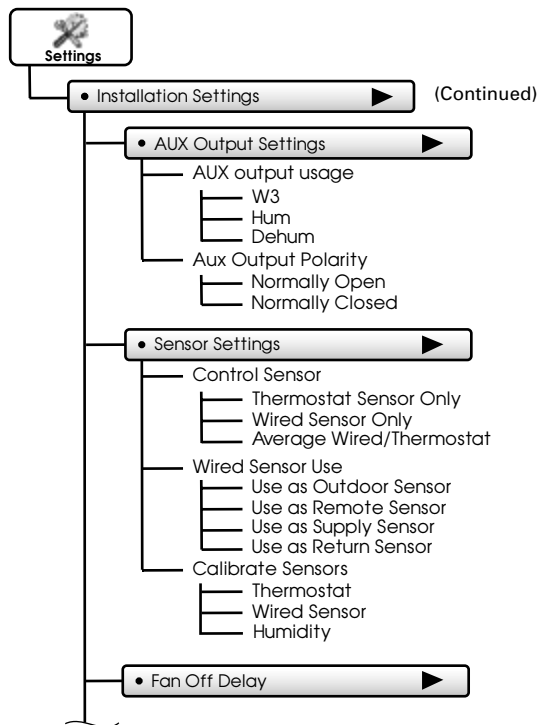 Settings
• Installation Settings
(Continued)
• AUX Output Settings
AUX output usage
W3
Hum
Dehum
Aux Output Polarity
Normally Open
Normally Closed
• Sensor Settings
Control Sensor
Thermostat Sensor Only
Wired Sensor Only
Average Wired/Thermostat
Wired Sensor Use
Use as Outdoor Sensor
Use as Remote Sensor
Use as Supply Sensor
Use as Return Sensor
Calibrate Sensors
Thermostat
Wired Sensor
Humidity
• Fan Off Delay